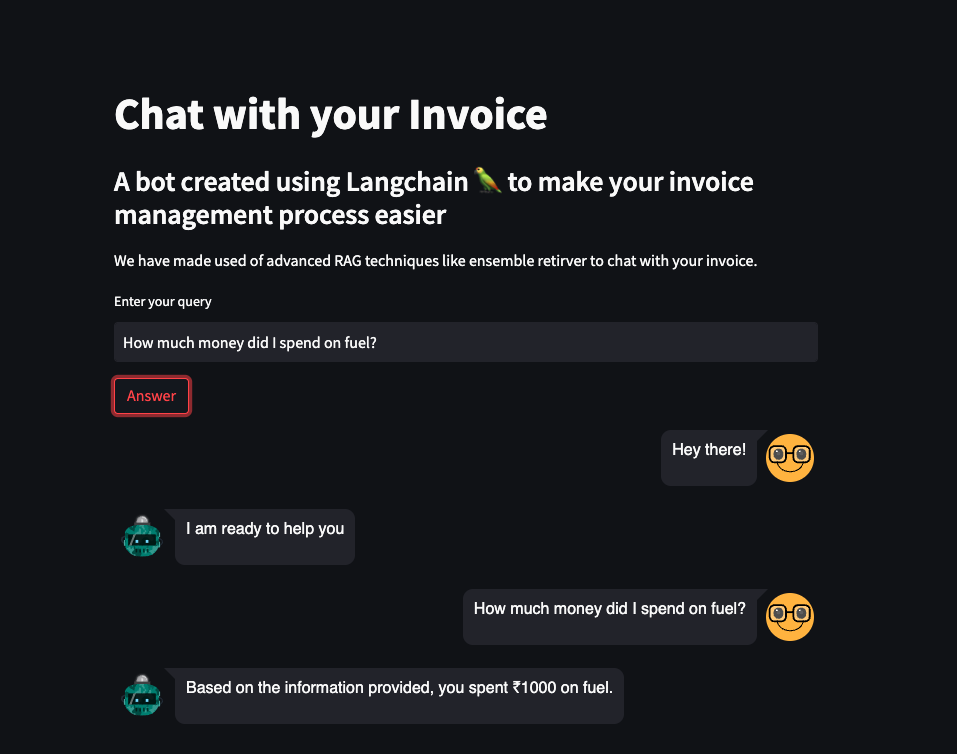 Chat with your Invoice
A bot created using Langchain 🦜 to make your invoice
management process easier
We have made used of advanced RAG techniques like ensemble retirver to chat with your invoice.
Enter your query
How much money did I spend on fuel?
Answer
Hey there!
I am ready to help you
How much money did I spend on fuel?
Based on the information provided, you spent ₹1000 on fuel.